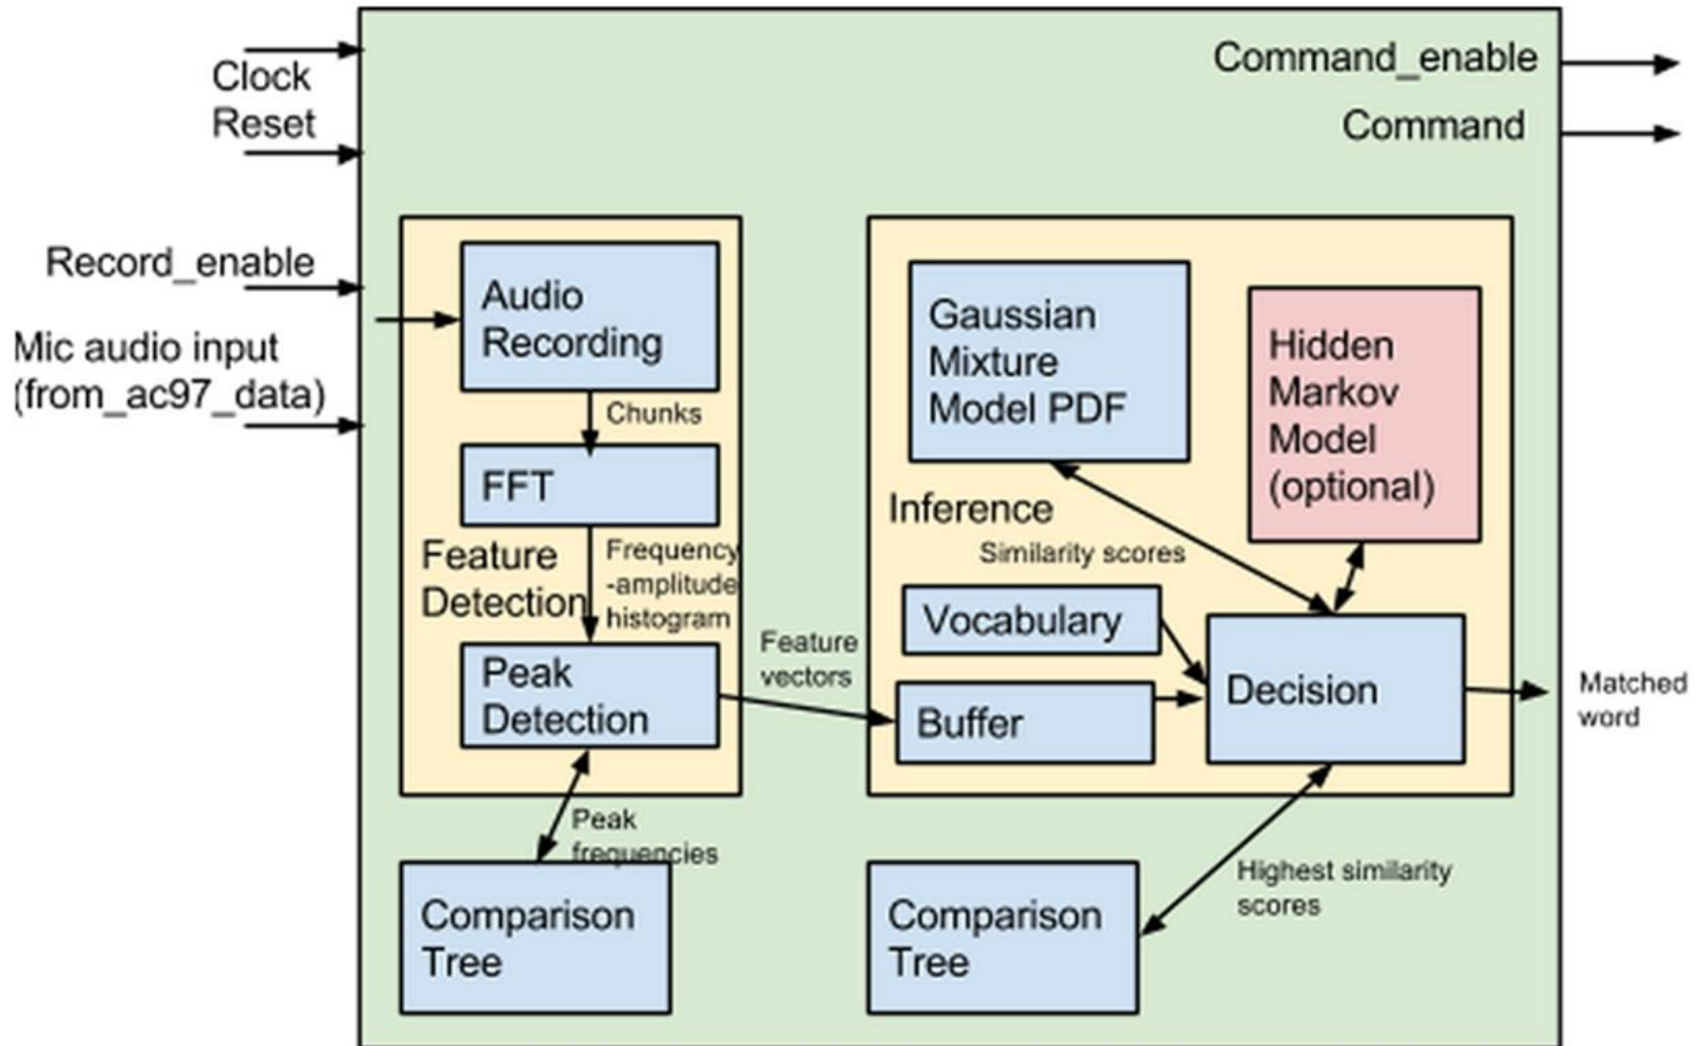 Clock
Reset
Record_enable
Mic audio input
(from_ac97_data)
Command_enable
Command
Audio
Recording
Chunks
FFT
Feature
Detection
Frequency
-amplitude
histogram
Peak
Detection
Feature
vectors
Peak
frequencies
Comparison
Tree
Gaussian
Mixture
Model PDF
Hidden
Markov
Model
(optional)
Inference
Similarity scores
Vocabulary
Buffer
Decision
Matched
word
Highest similarity
scores
Comparison
Tree